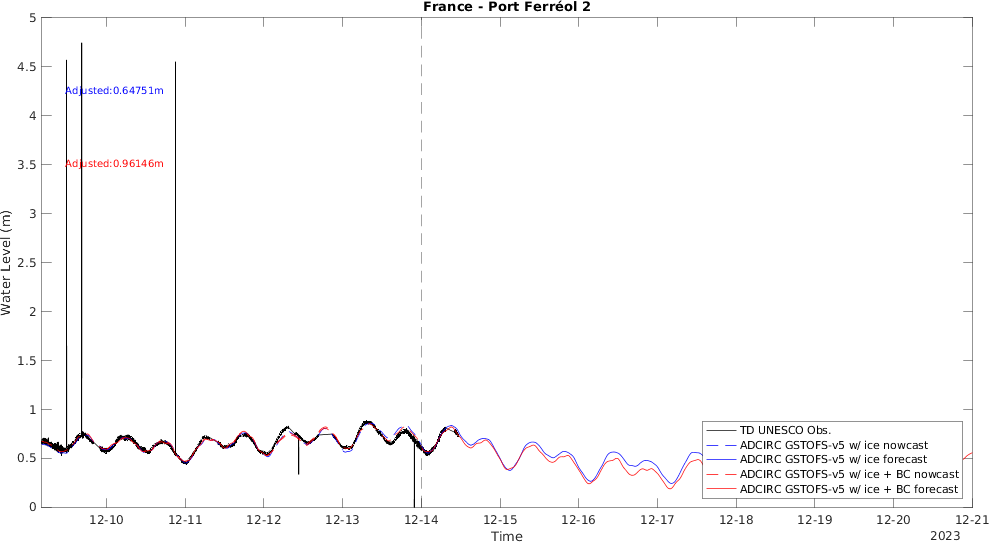 France - Port Ferréol 2
5
4.5
4
3.5
3
2.5
2
1.5
1
0.5
0
Water Level (m)
Adjusted:0.64751m
Adjusted:0.96146m
TD UNESCO Obs.
ADCIRC GSTOFS-v5 w/ ice nowcast
ADCIRC GSTOFS-v5 w/ ice forecast
ADCIRC GSTOFS-v5 w/ ice + BC nowcast
ADCIRC GSTOFS-v5 w/ ice + BC forecast
12-10 12-11 12-12 12-13 12-14 12-15 12-16 12-17 12-18 12-19 12-20 12-21
Time
2023